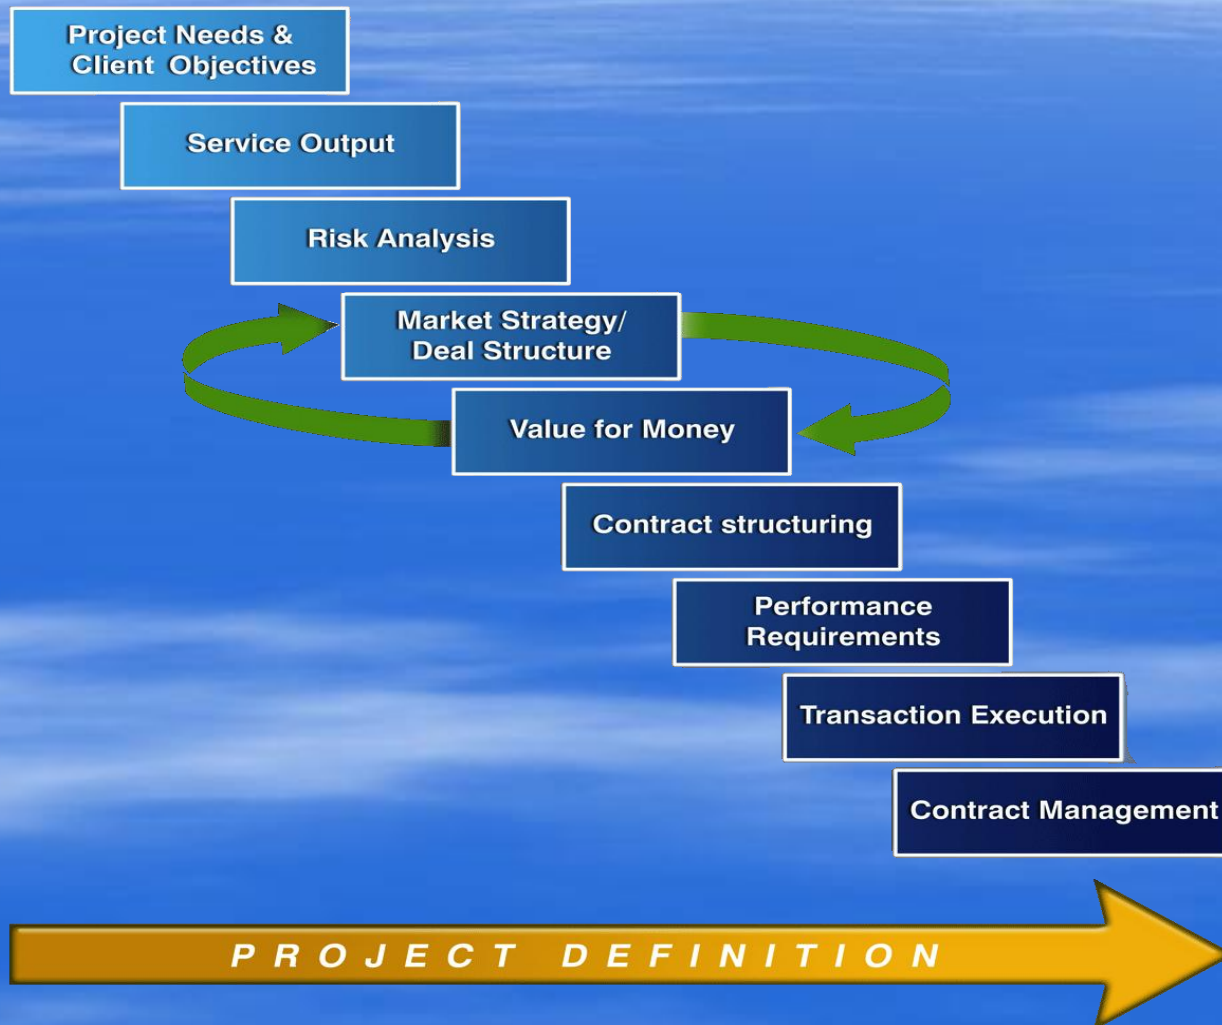 Project Needs &
Client Objectives
Service Output
Risk Analysis
Market Strategy/
Deal Structure
Value for Money
Contract structuring
Performance
Requirements
Transaction Execution
Contract Management
PROJECT DEFINITION